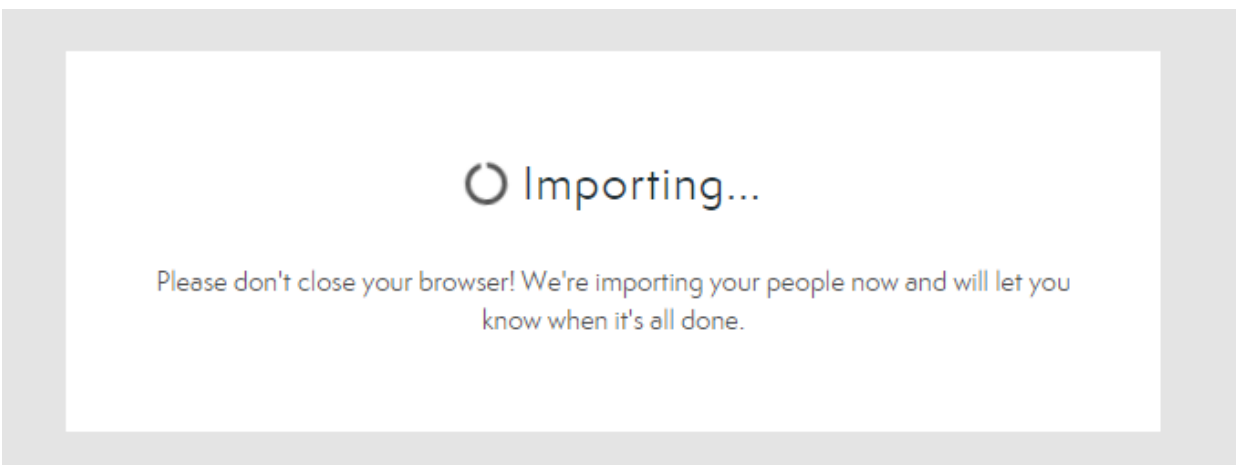 Importing...
Please don't close your browser! We're importing your people now and will let you
know when it's all done.